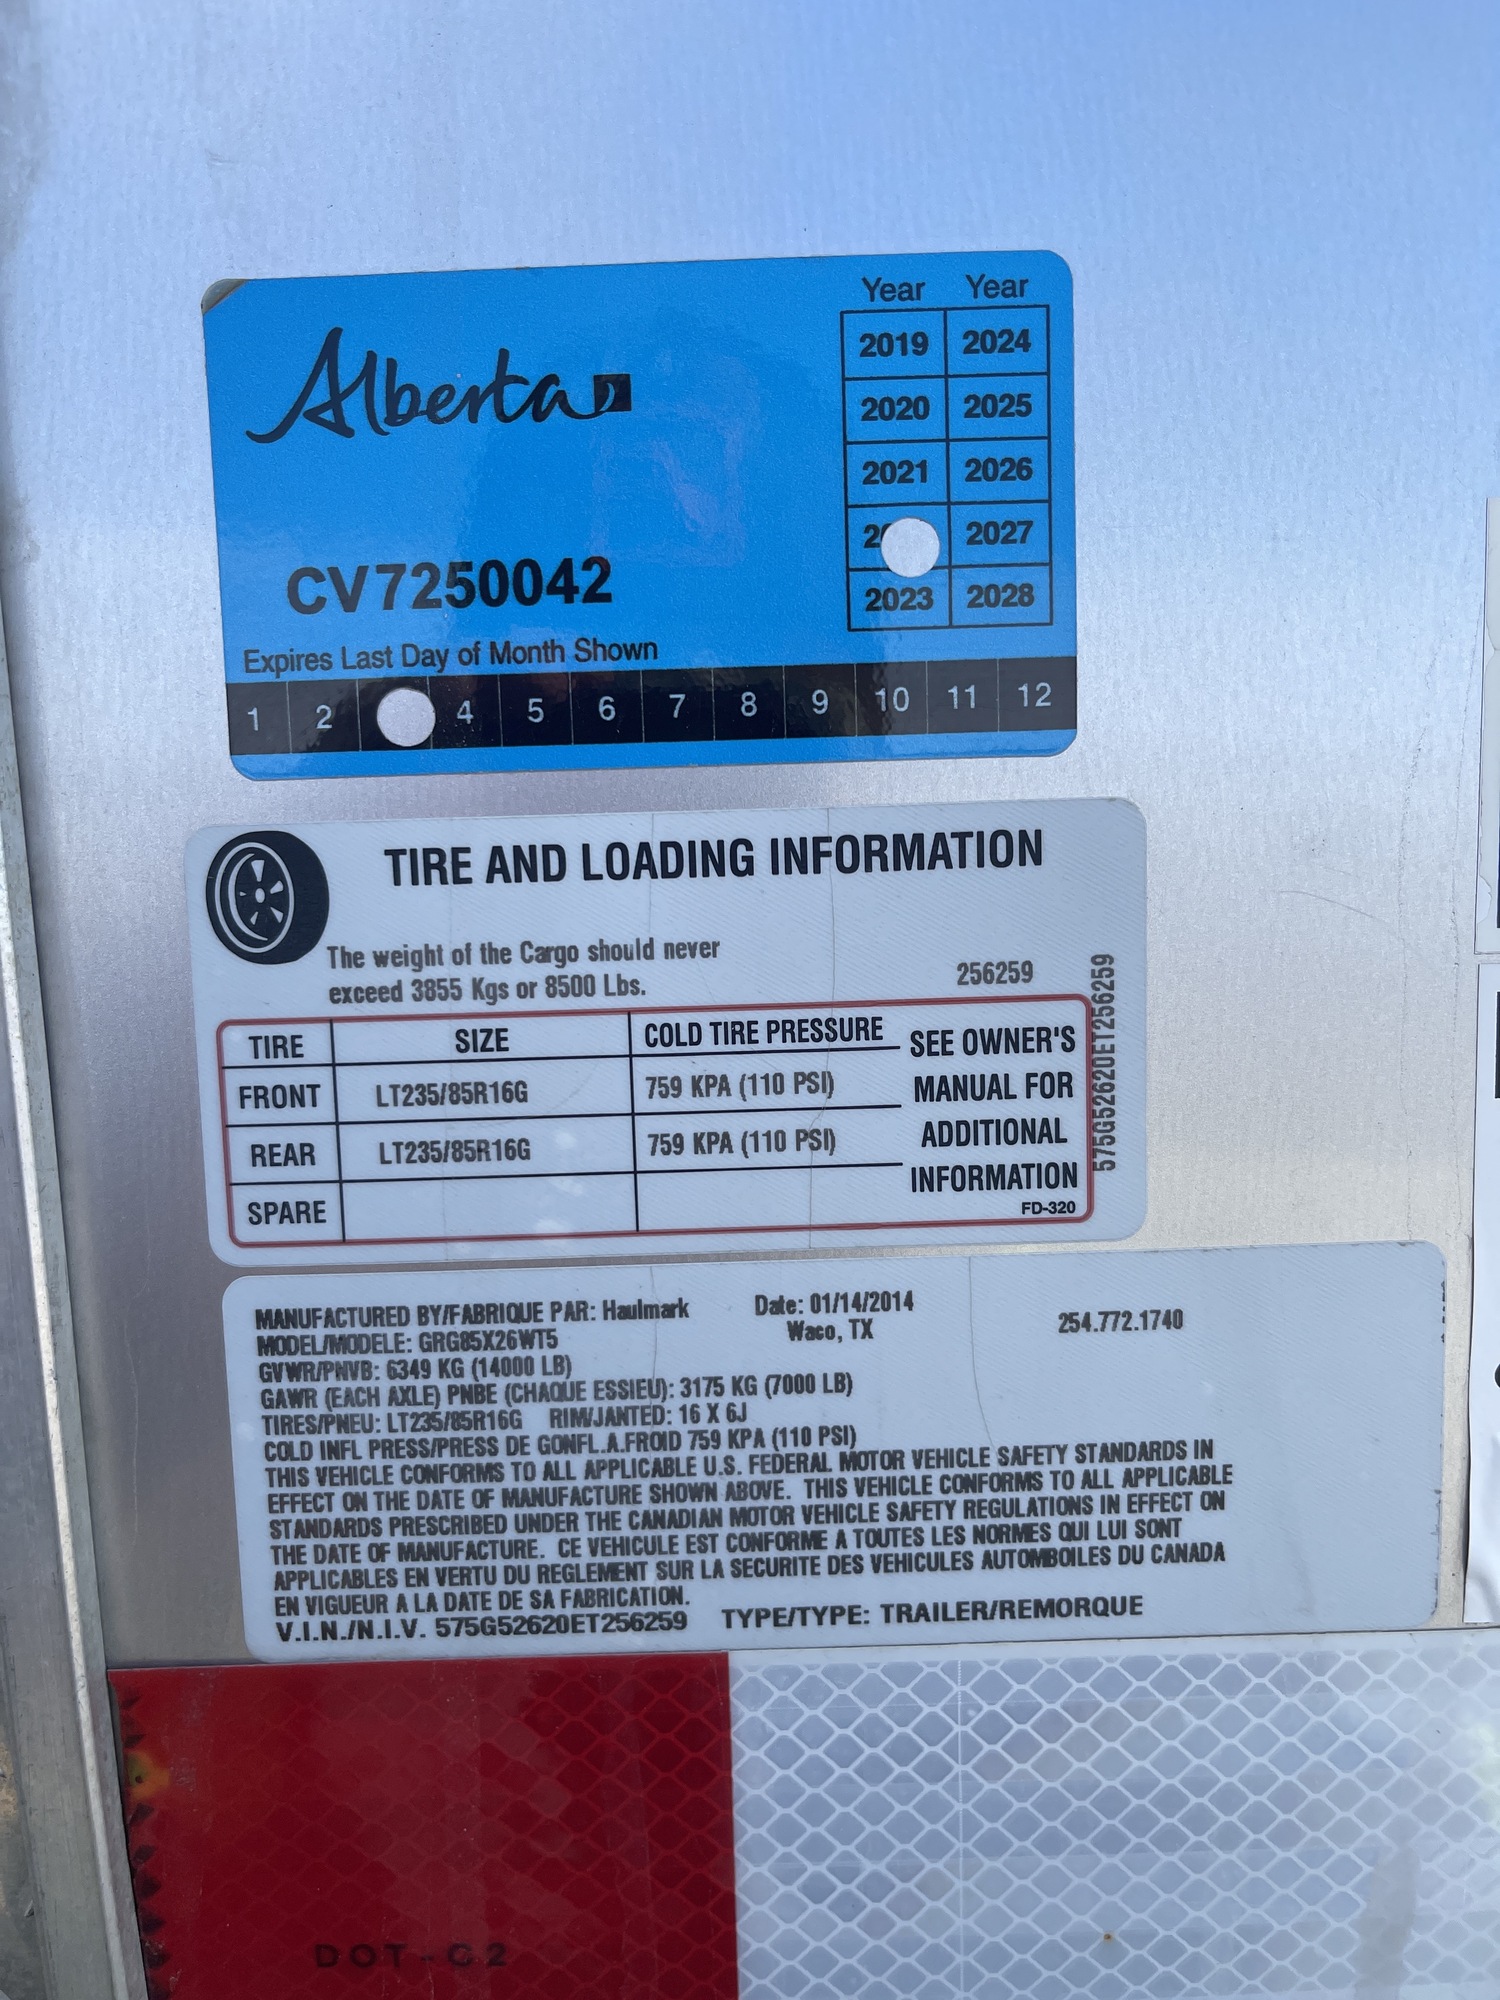 Alberta
Year Year
2019 2024
2020 2025
2021 2026
2027
2023 2028
CV7250042
Expires Last Day of Month Shown
1 2 4 5 6 7 8 9 10 11 12
TIRE AND LOADING INFORMATION
The weight of the Cargo should never
exceed 3855 Kgs or 8500 Lbs.
256259
TIRE SIZE COLD TIRE PRESSURE
FRONT LT235/85R16G 759 KPA (110 PSI)
REAR LT235/85R16G 759 KPA (110 PSI)
SPARE
SEE OWNER'S
MANUAL FOR
ADDITIONAL
INFORMATION
FD-320
575G52620ET256259
MANUFACTURED BY/FABRIQUE PAR: Haulmark Date: 01/14/2014
Waco, TX
254.772.1740
MODEL/MODELE: GRG85X26WT5
GVWR/PNVB: 6349 KG (14000 LB)
GAWR (EACH AXLE) PNBE (CHAQUE ESSIEU): 3175 KG (7000 LB)
TIRES/PNEU: LT235/85R16G RIM/JANTED: 16 X 6J
COLD INFL PRESS/PRESS DE GONFL.A.FROID 759 KPA (110 PSI)
THIS VEHICLE CONFORMS TO ALL APPLICABLE U.S. FEDERAL MOTOR VEHICLE SAFETY STANDARDS IN
EFFECT ON THE DATE OF MANUFACTURE SHOWN ABOVE. THIS VEHICLE CONFORMS TO ALL APPLICABLE
STANDARDS PRESCRIBED UNDER THE CANADIAN MOTOR VEHICLE SAFETY REGULATIONS IN EFFECT ON
THE DATE OF MANUFACTURE. CE VEHICULE EST CONFORME A TOUTES LES NORMES QUI LUI SONT
APPLICABLES EN VERTU DU REGLEMENT SUR LA SECURITE DES VEHICULES AUTOMBOILES DU CANADA
EN VIGUEUR A LA DATE DE SA FABRICATION.
V.I.N./N.I.V. 575G52620ET256259 TYPE/TYPE: TRAILER/REMORQUE
DOT-C2